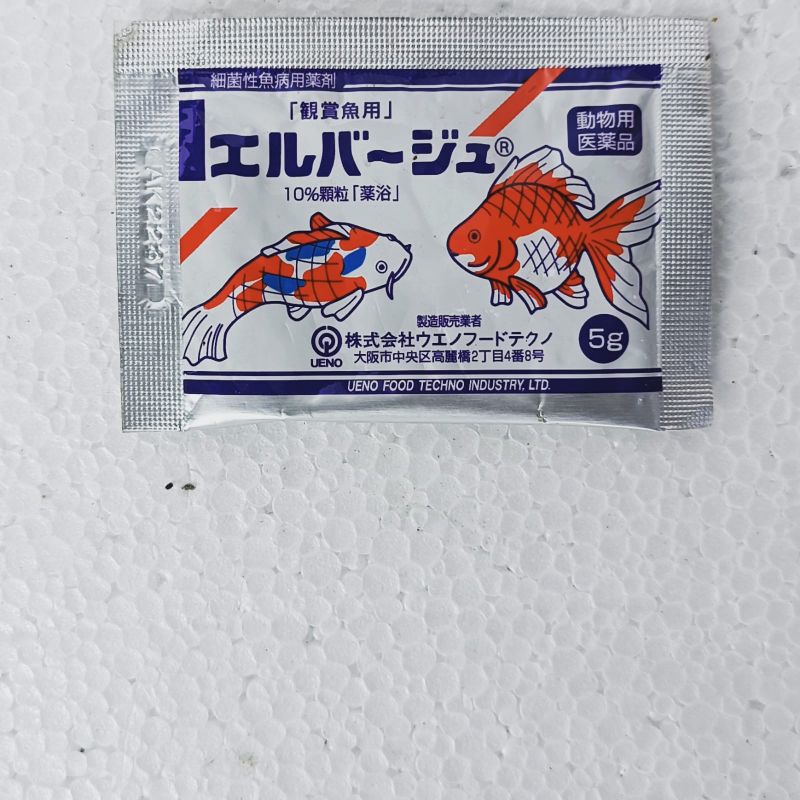 細菌性魚病用薬剤
「観賞魚用」
エルバージュ®
動物用
医薬品
10%顆粒「薬浴」
製造販売業者
UENO
株式会社ウエノフードテクノ
大阪市中央区高麗橋2丁目4番8号
5g
UENO FOOD TECHNO INDUSTRY, LTD.